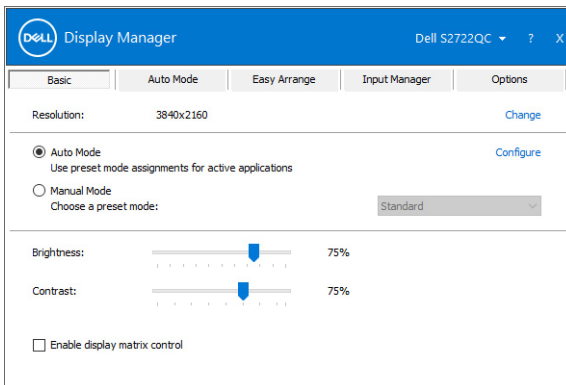 DELL Display Manager Dell S2722QC ? X
Basic Auto Mode Easy Arrange Input Manager Options
Resolution: 3840x2160 Change
Auto Mode Configure
Use preset mode assignments for active applications
Manual Mode
Choose a preset mode: Standard
Brightness: 75%
Contrast: 75%
Enable display matrix control